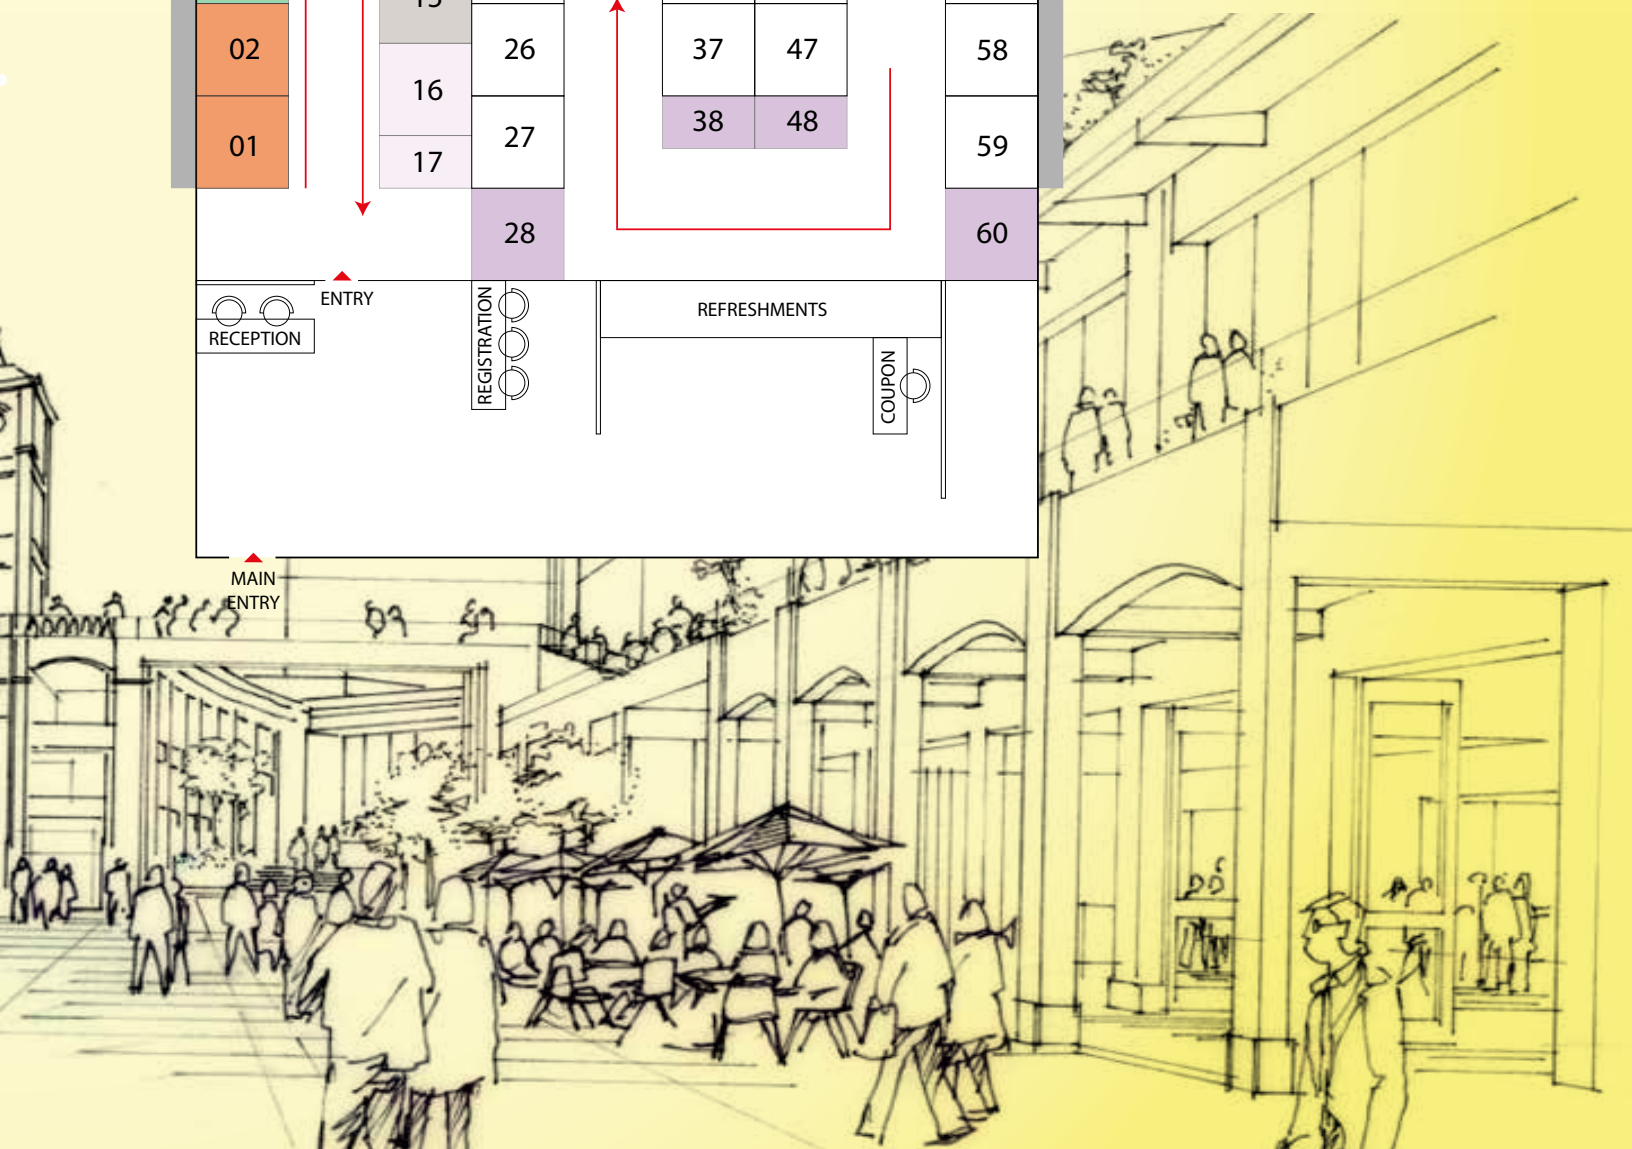 15
02
26
37
47
58
16
01
27
38
48
59
17
28
60
ENTRY
RECEPTION
REGISTRATION
REFRESHMENTS
COUPON
MAIN
ENTRY